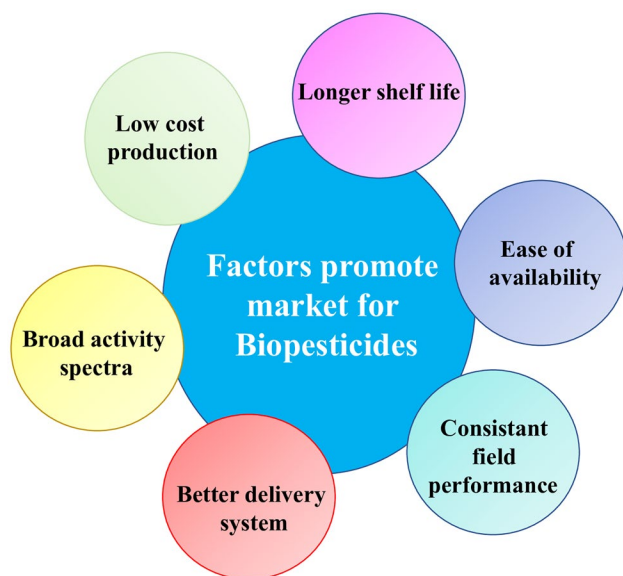 Longer shelf life
Low cost
production
Factors promote
market for
Biopesticides
Ease of
availability
Broad activity
spectra
Consistant
field
performance
Better delivery
system